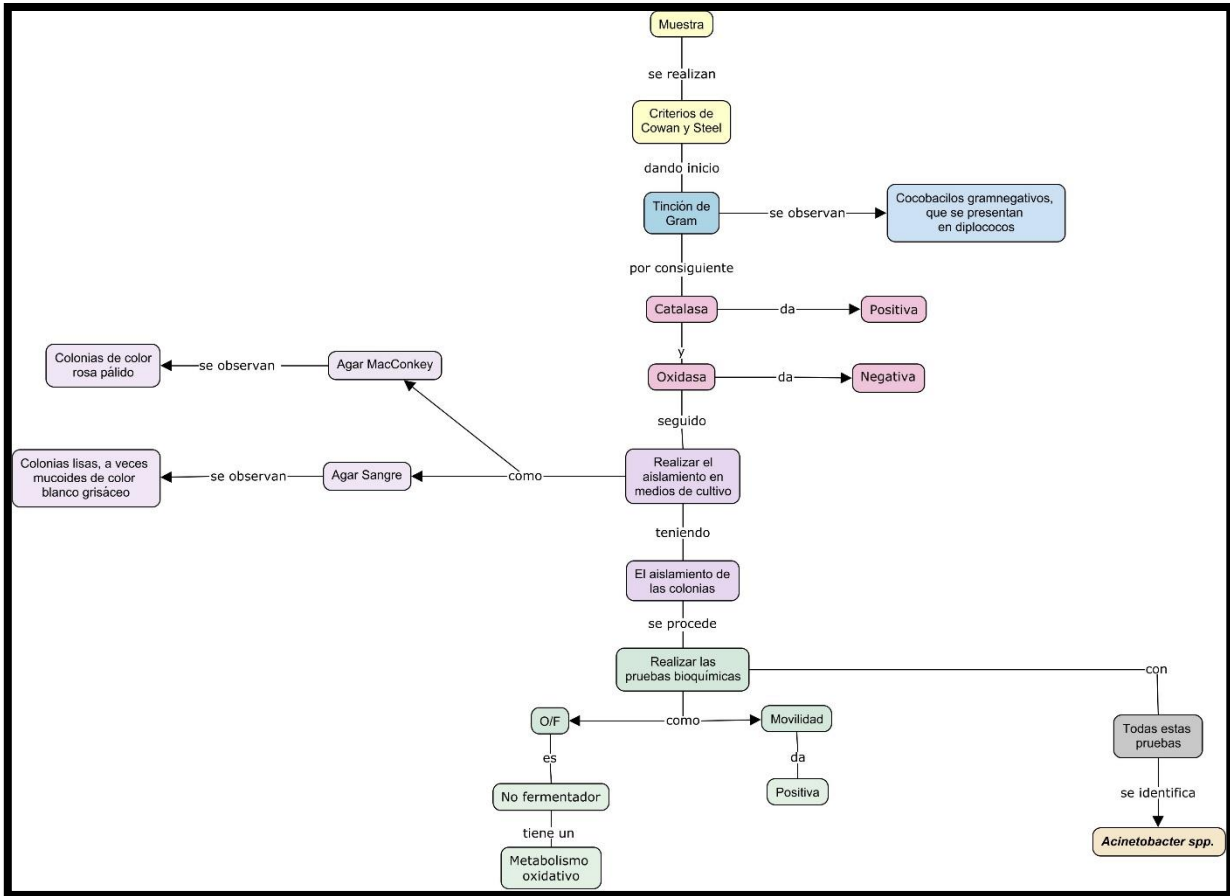 Muestra
se realizan
Criterios de
Cowan y Steel
dando inicio
Tinción de
Gram
se observan
Cocobacilos gramnegativos,
que se presentan
en diplococos
por consiguiente
Catalasa
da
Positiva
y
Oxidasa
da
Negativa
seguido
Realizar el
aislamiento en
medios de cultivo
como
Agar MacConkey
se observan
Colonias de color
rosa pálido
Agar Sangre
se observan
Colonias lisas, a veces
mucoides de color
blanco grisáceo
teniendo
El aislamiento de
las colonias
se procede
Realizar las
pruebas bioquímicas
como
O/F
es
No fermentador
tiene un
Metabolismo
oxidativo
Movilidad
da
Positiva
con
Todas estas
pruebas
se identifica
Acinetobacter spp.